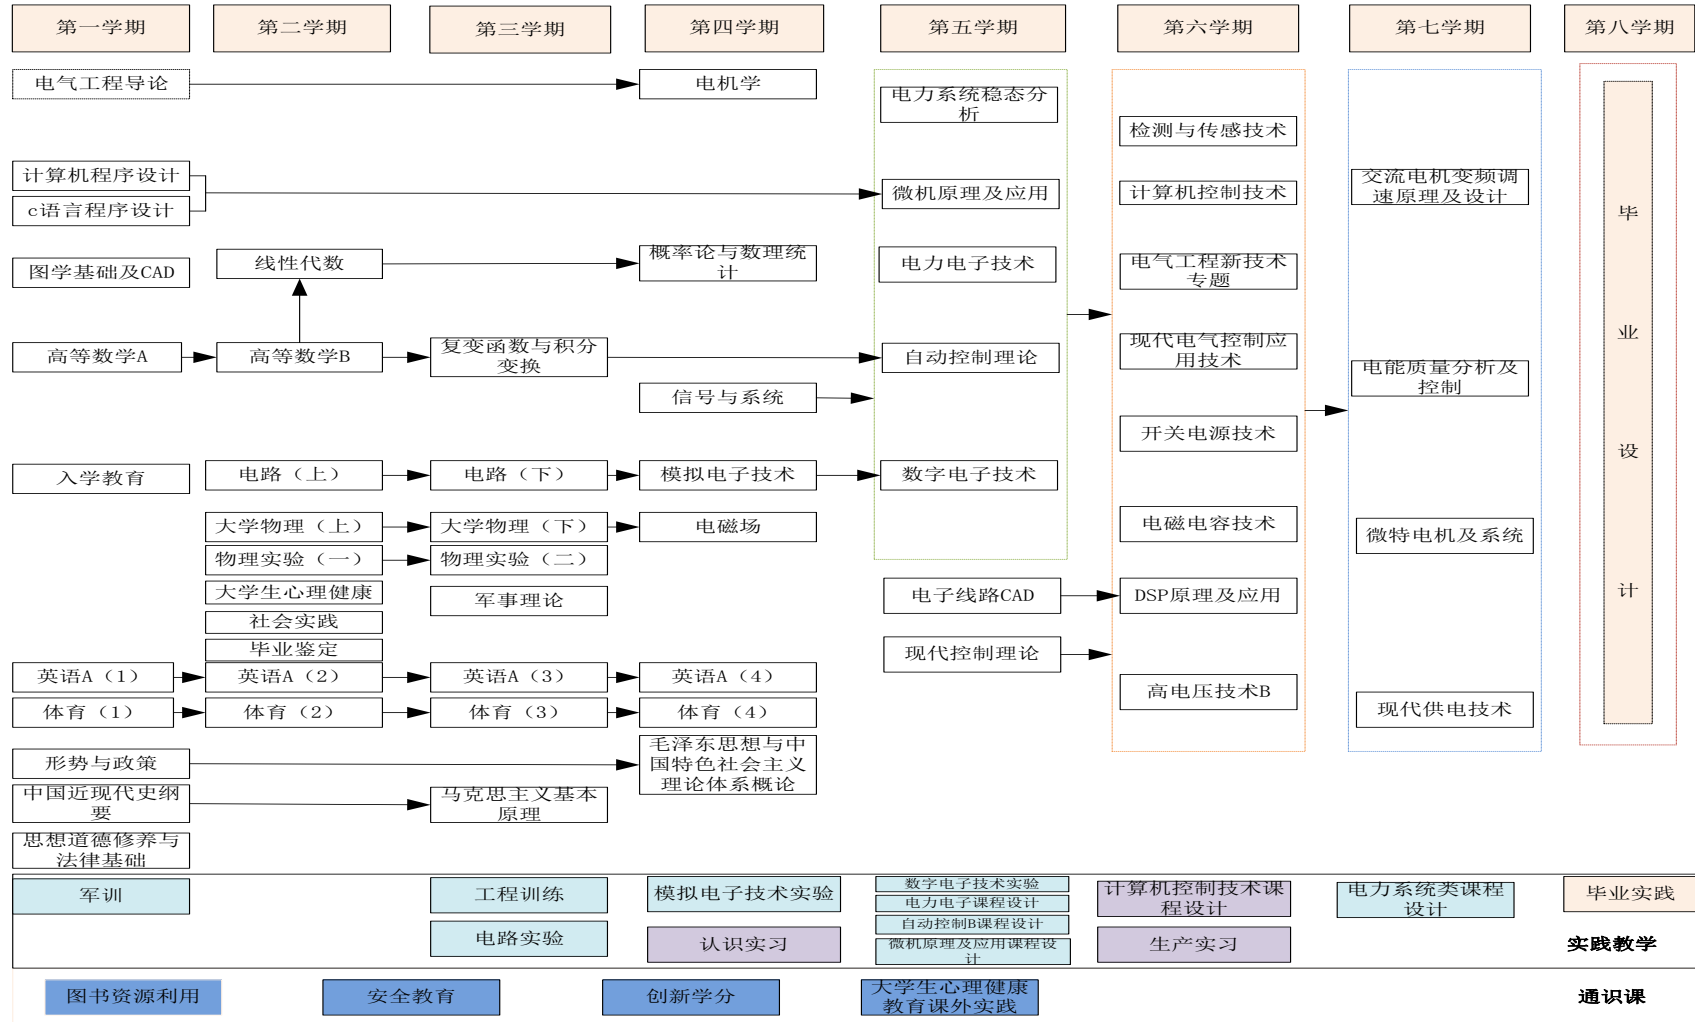 第一学期
第二学期
第三学期
第四学期
第五学期
第六学期
第七学期
第八学期
电气工程导论
电机学
电力系统稳态分
析
检测与传感技术
计算机程序设计
c语言程序设计
微机原理及应用
计算机控制技术
交流电机变频调
速原理及设计
图学基础及CAD
线性代数
概率论与数理统
计
电力电子技术
电气工程新技术
专题
高等数学A
高等数学B
复变函数与积分
变换
自动控制理论
现代电气控制应
用技术
电能质量分析及
控制
信号与系统
开关电源技术
入学教育
电路（上）
电路（下）
模拟电子技术
数字电子技术
大学物理（上）
大学物理（下）
电磁场
电磁电容技术
微特电机及系统
物理实验（一）
物理实验（二）
大学生心理健康
军事理论
电子线路CAD
DSP原理及应用
社会实践
毕业鉴定
现代控制理论
英语A（1）
英语A（2）
英语A（3）
英语A（4）
高电压技术B
体育（1）
体育（2）
体育（3）
体育（4）
现代供电技术
毕
业
设
计
形势与政策
毛泽东思想与中
国特色社会主义
理论体系概论
中国近现代史纲
要
马克思主义基本
原理
思想道德修养与
法律基础
军训
工程训练
电路实验
模拟电子技术实验
认识实习
数字电子技术实验
电力电子课程设计
自动控制B课程设计
微机原理及应用课程设
计
计算机控制技术课
程设计
生产实习
电力系统类课程
设计
毕业实践
实践教学
图书资源利用
安全教育
创新学分
大学生心理健康
教育课外实践
通识课